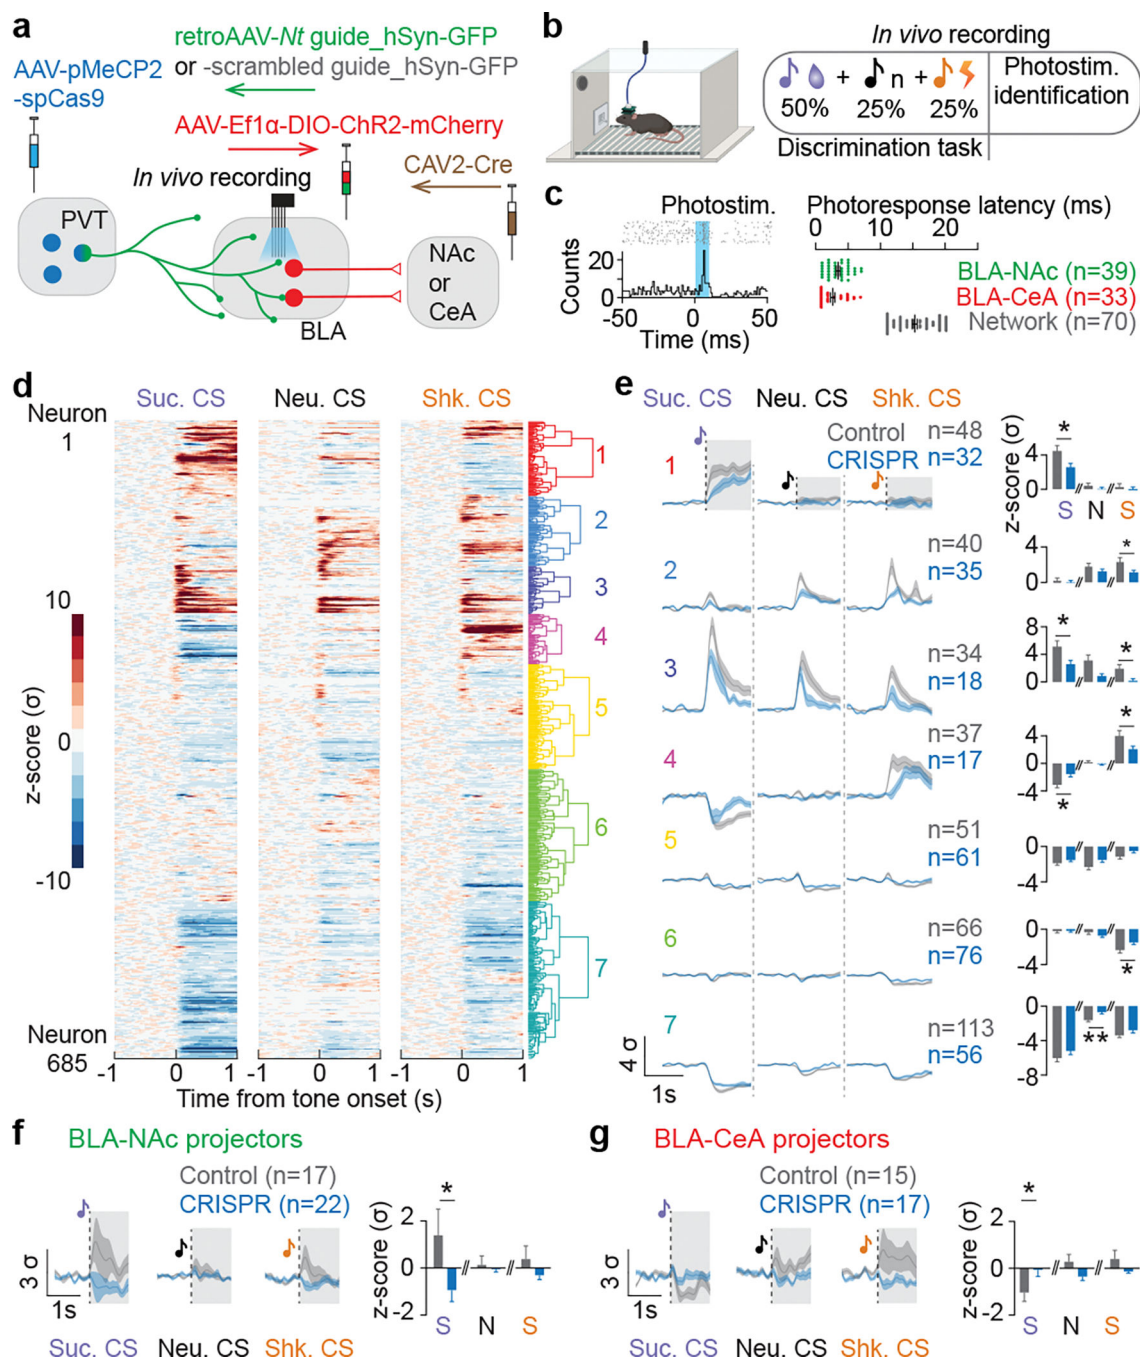 a
retroAAV-Nt guide_hSyn-GFP
or -scrambled guide_hSyn-GFP
AAV-pMeCP2
-spCas9
AAV-Ef1α-DIO-ChR2-mCherry
In vivo recording
CAV2-Cre
PVT
BLA
NAc
or
CeA
b
In vivo recording
+ n +
50% 25% 25%
Photostim.
identification
Discrimination task
c
Photostim.
Counts
20
0
-50 0 50
Time (ms)
Photoresponse latency (ms)
0 10 20
BLA-NAc (n=39)
BLA-CeA (n=33)
Network (n=70)
d
Suc. CS Neu. CS Shk. CS
Neuron
1
10
0
-10
z-score (σ)
Neuron
685
-1 0 1 -1 0 1 -1 0 1
Time from tone onset (s)
1
2
3
4
5
6
7
e
Suc. CS Neu. CS Shk. CS
Control n=48
CRISPR n=32
1
z-score (σ)
4
0
*
S N S
2
n=40
n=35
4
0
*
3
n=34
n=18
8
4
0
* *
4
n=37
n=17
4
0
-4
* *
5
n=51
n=61
0
-4
6
n=66
n=76
0
-4
*
7
n=113
n=56
0
-4
-8
**
4 σ
1s
f
BLA-NAc projectors
Control (n=17)
CRISPR (n=22)
3 σ
1s
Suc. CS Neu. CS Shk. CS
z-score (σ)
2
0
-2
*
S N S
g
BLA-CeA projectors
Control (n=15)
CRISPR (n=17)
3 σ
1s
Suc. CS Neu. CS Shk. CS
z-score (σ)
2
0
-2
*
S N S